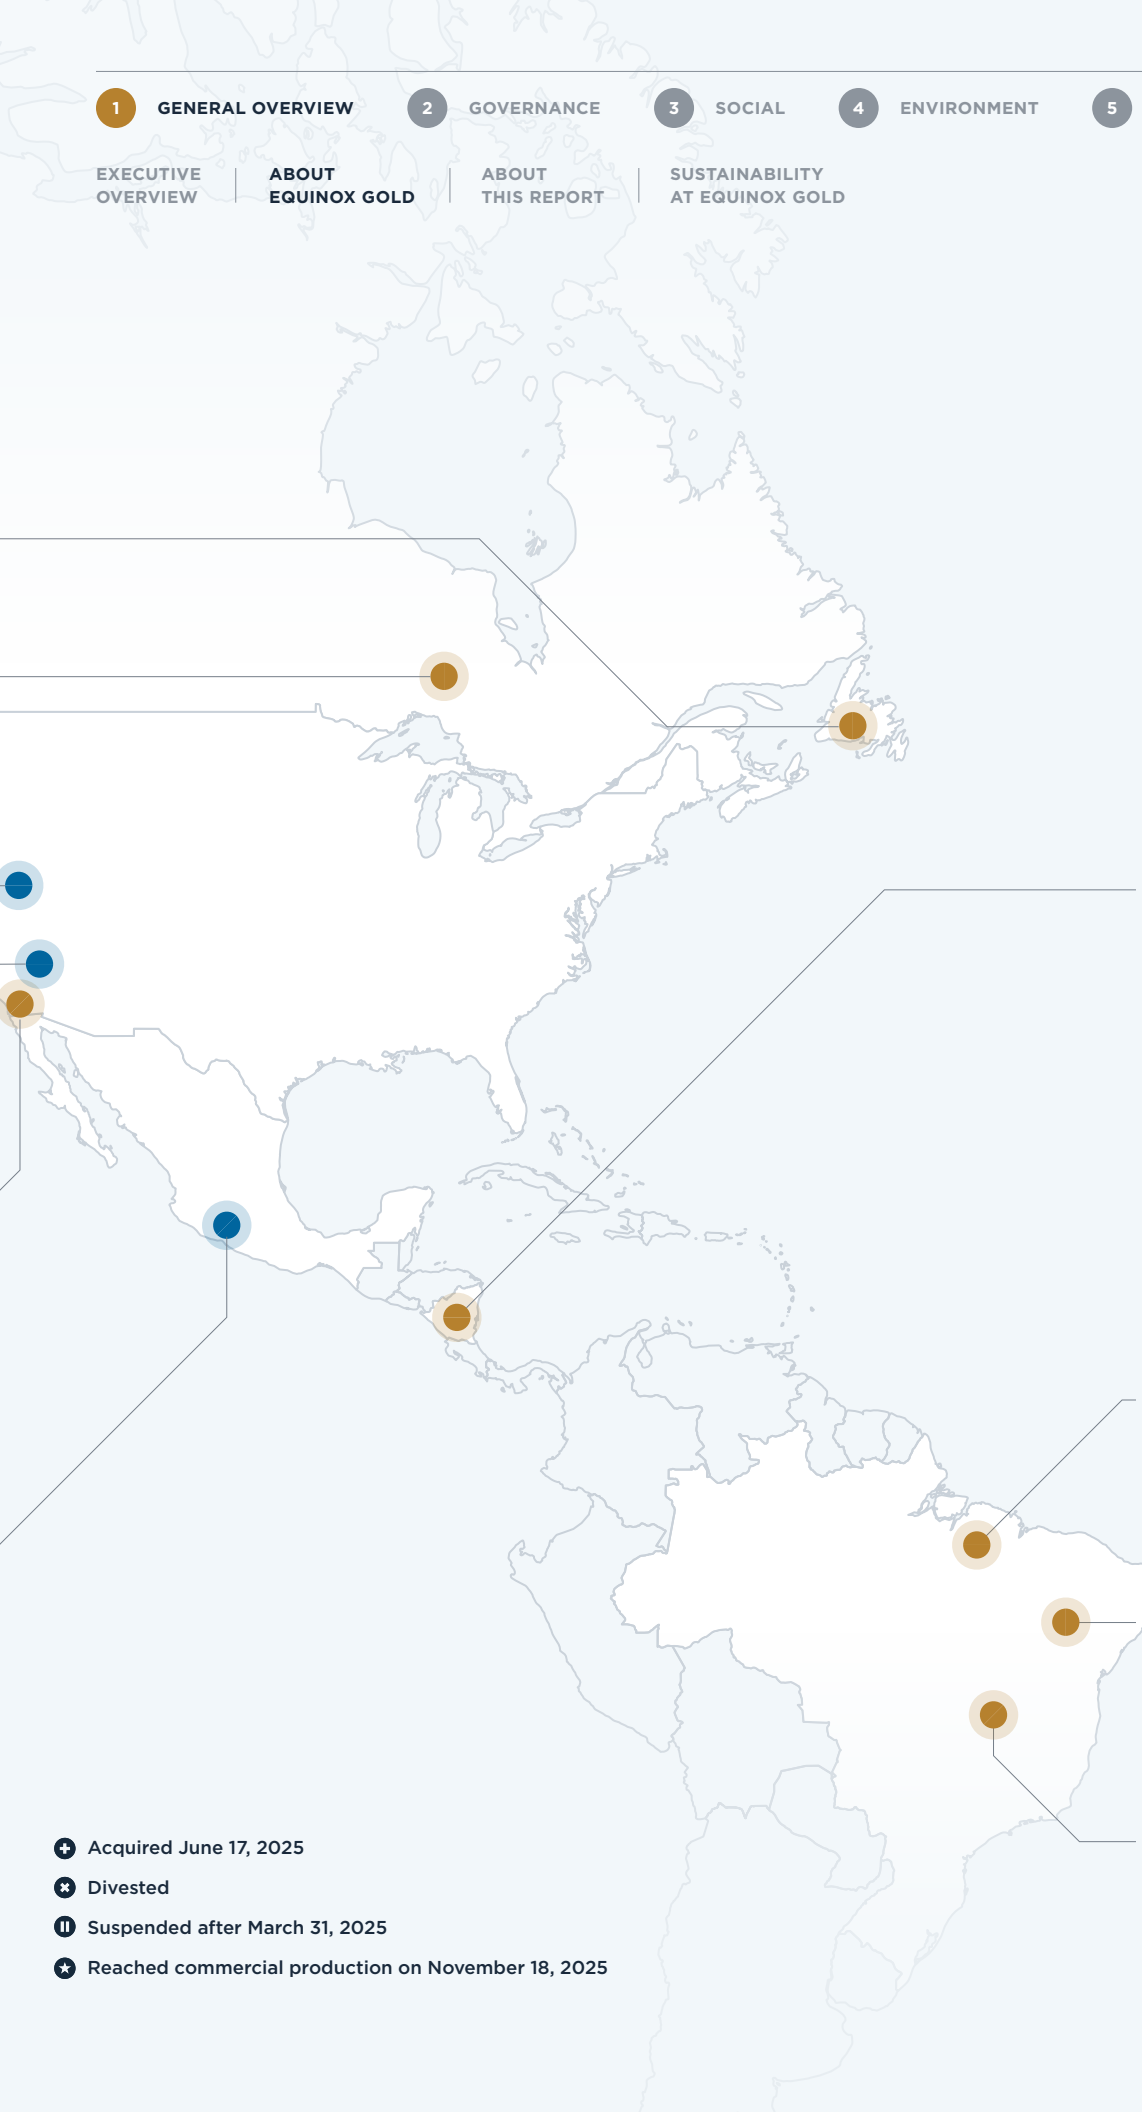 1 GENERAL OVERVIEW 2 GOVERNANCE 3 SOCIAL 4 ENVIRONMENT 5
EXECUTIVE
OVERVIEW
ABOUT
EQUINOX GOLD
ABOUT
THIS REPORT
SUSTAINABILITY
AT EQUINOX GOLD
Acquired June 17, 2025
Divested
Suspended after March 31, 2025
Reached commercial production on November 18, 2025